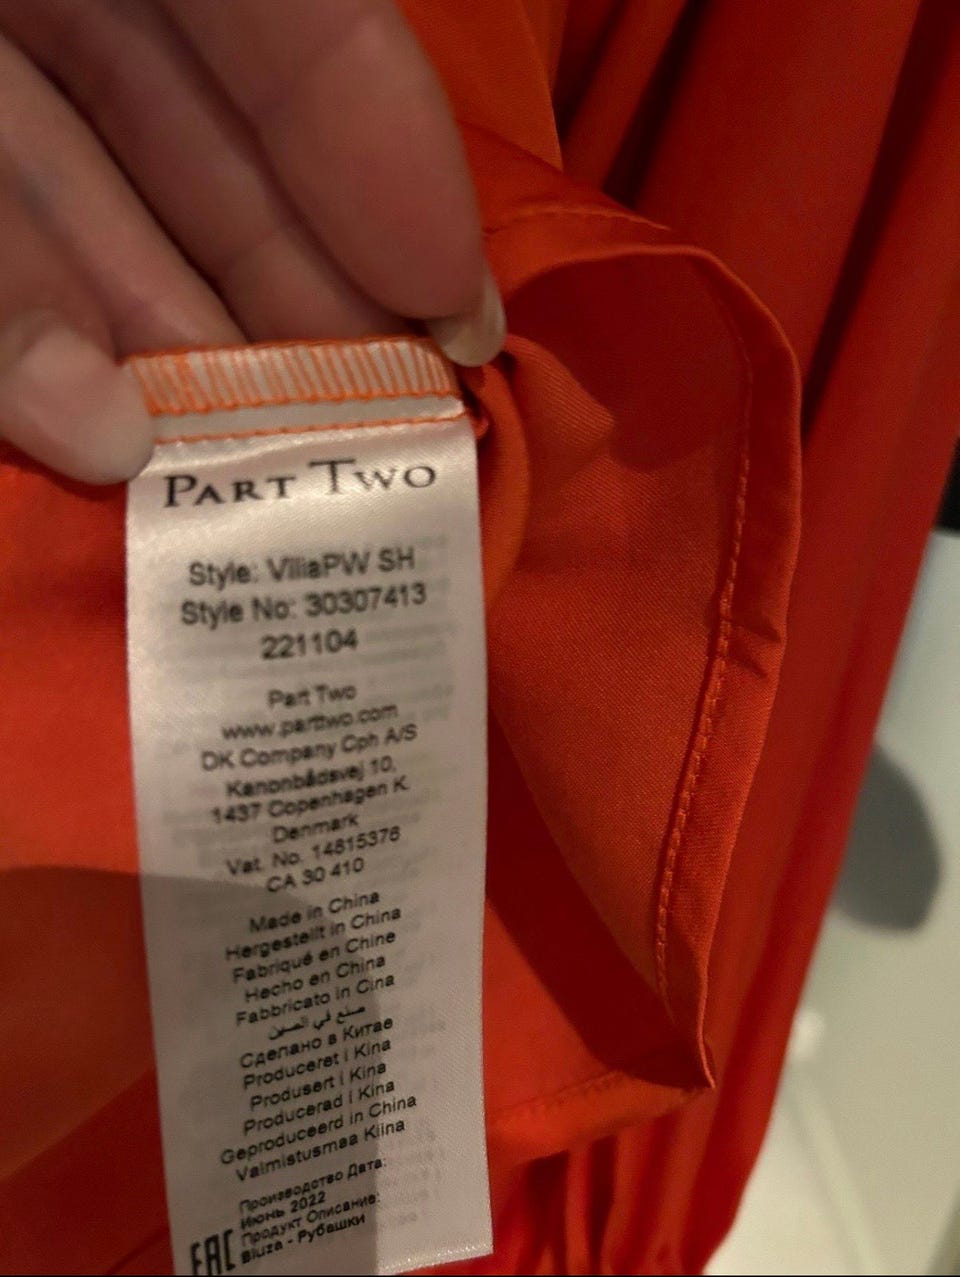 PART TWO
Style: ViliaPW SH
Style No: 30307413
221104
Part Two
www.parttwo.com
DK Company Cph A/S
Kanonbådsvej 10,
1437 Copenhagen K.
Denmark
Vat. No. 14815376
CA 30 410
Made in China
Hergestellt in China
Fabriqué en Chine
Hecho en China
Fabbricato in Cina
صنع في الصين
Сделано в Китае
Produceret i Kina
Produsert i Kina
Producerad i Kina
Geproduceerd in China
Valmistusmaa Kiina
Производство Дата:
Июнь 2022
Продукт Описание:
Bluza - Рубашки
EAC